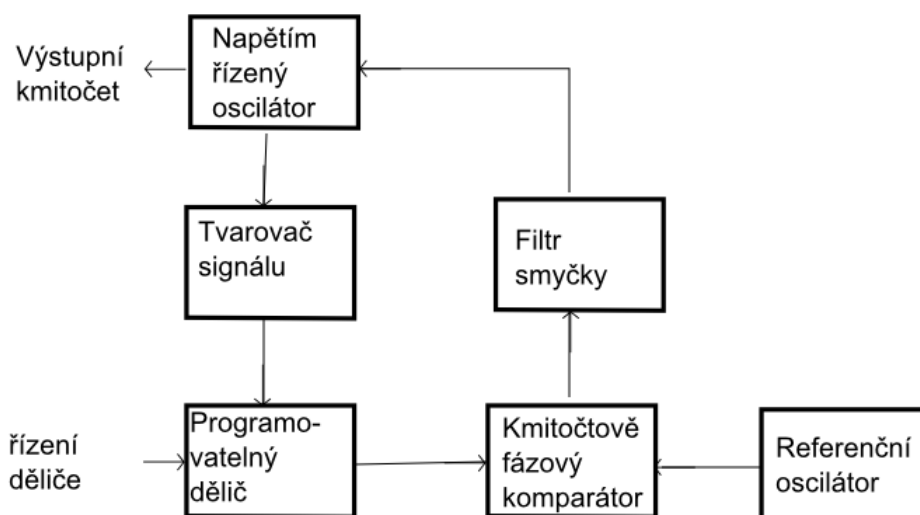 Výstupní
kmitočet
Napětím
řízený
oscilátor
Tvarovač
signálu
Filtr
smyčky
řízení
děliče
Programo-
vatelný
dělič
Kmitočtově
fázový
komparátor
Referenční
oscilátor